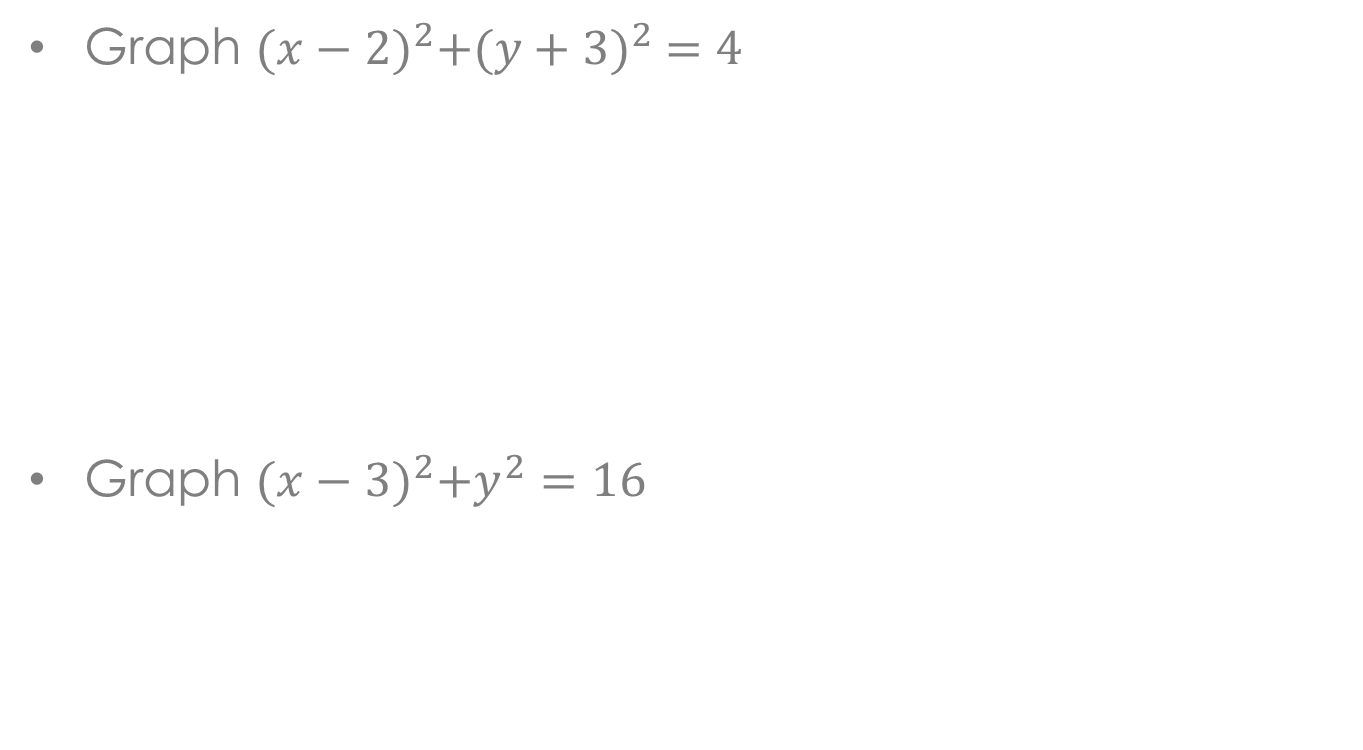 • Graph (𝑥 − 2)²+(𝑦 + 3)² = 4
• Graph (𝑥 − 3)²+𝑦² = 16